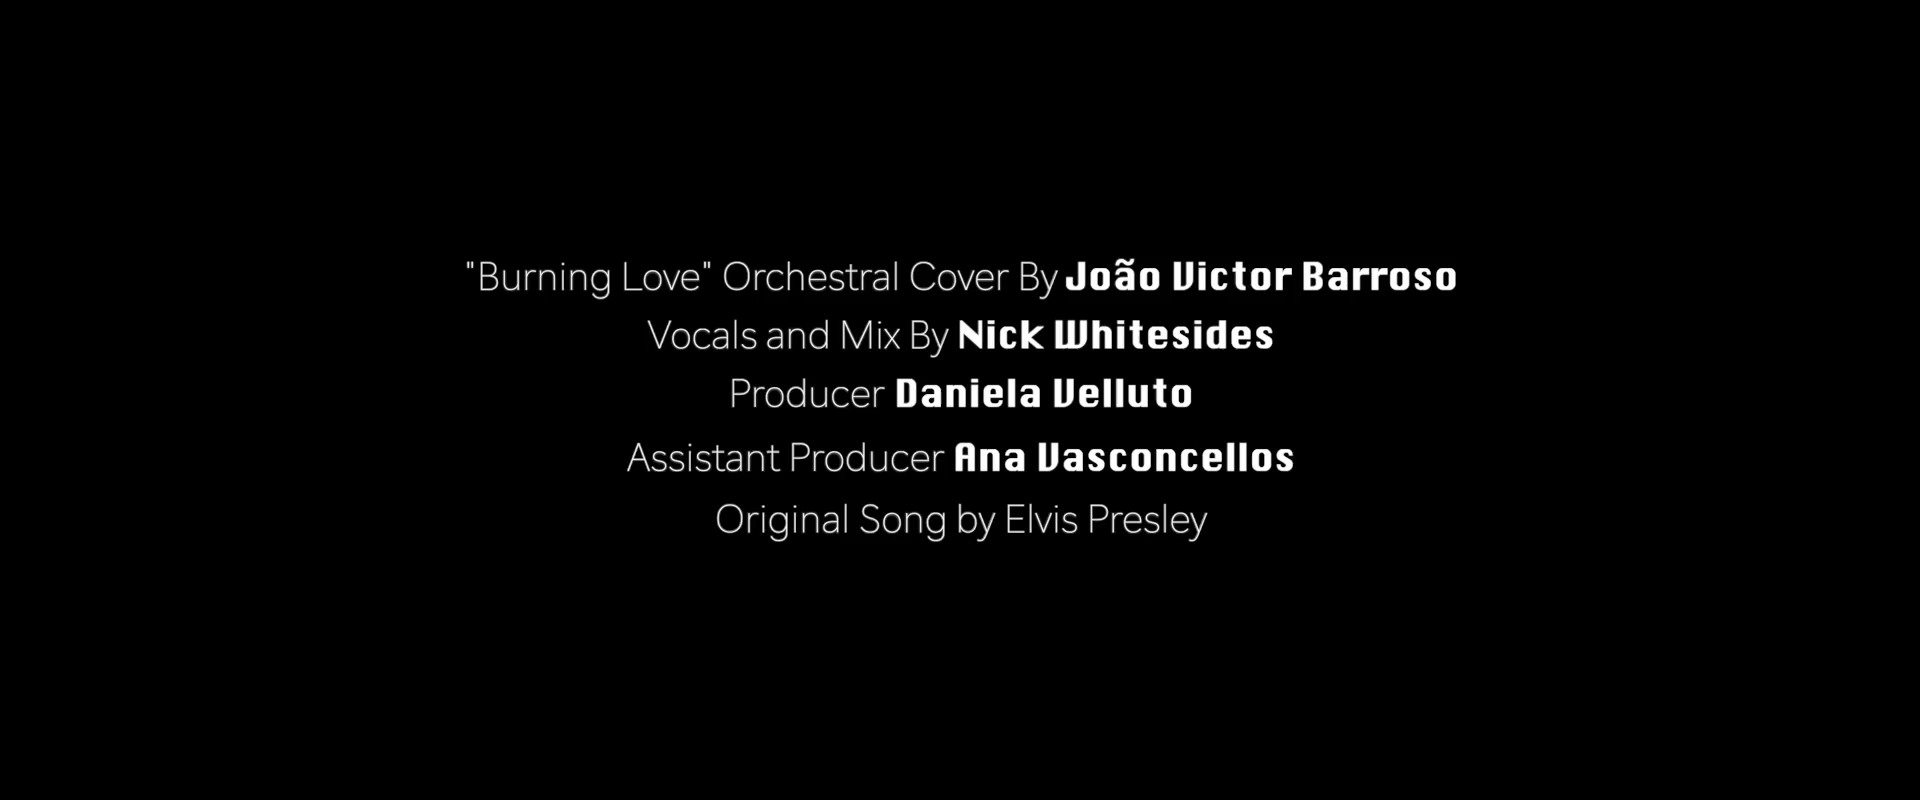 "Burning Love" Orchestral Cover By João Victor Barroso
Vocals and Mix By Nick Whitesides
Producer Daniela Velluto
Assistant Producer Ana Vasconcellos
Original Song by Elvis Presley